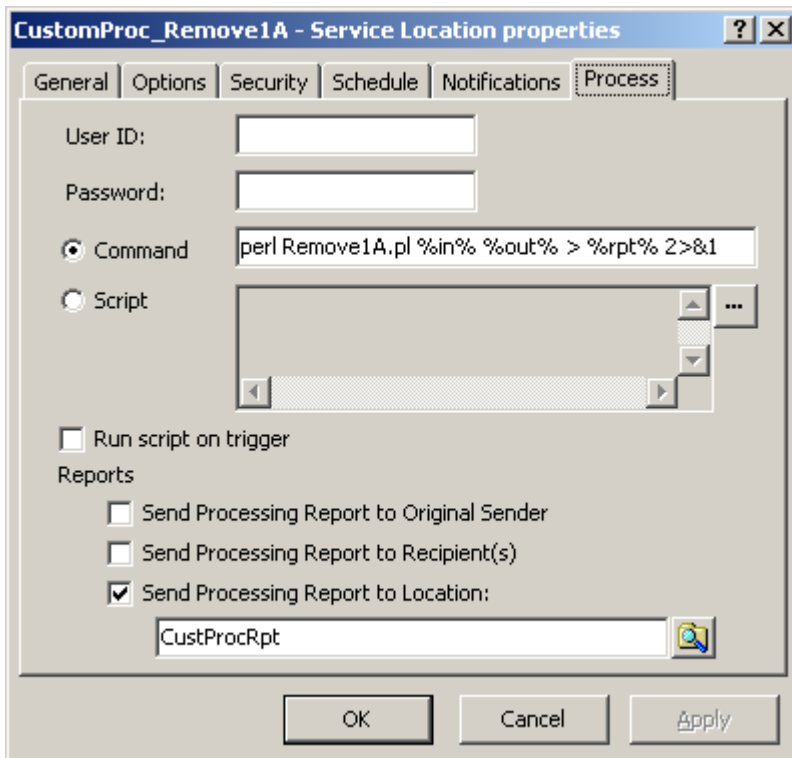 CustomProc_Remove1A - Service Location properties
General Options Security Schedule Notifications Process
User ID:
Password:
Command perl Remove1A.pl %in% %out% > %rpt% 2>&1
Script ...
Run script on trigger
Reports
Send Processing Report to Original Sender
Send Processing Report to Recipient(s)
Send Processing Report to Location:
CustProcRpt
OK Cancel Apply